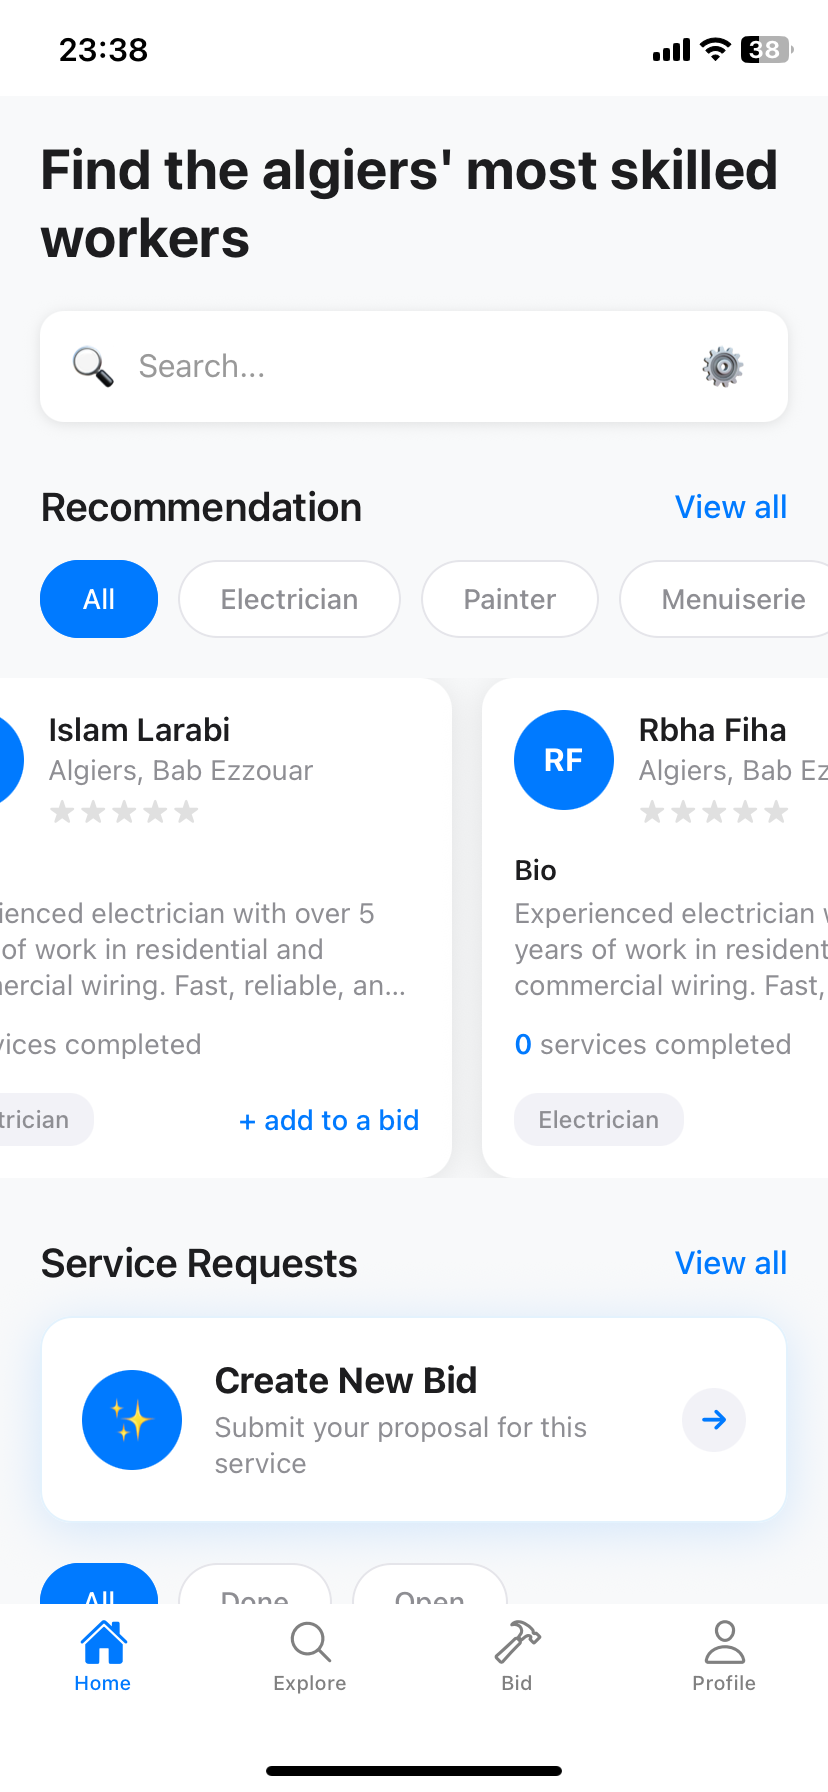 23:38
38
Find the algiers' most skilled
workers
Search...
Recommendation
View all
All
Electrician
Painter
Menuiserie
Islam Larabi
Algiers, Bab Ezzouar
ienced electrician with over 5
of work in residential and
ercial wiring. Fast, reliable, an...
vices completed
trician
+ add to a bid
RF
Rbha Fiha
Algiers, Bab Ez
Bio
Experienced electrician
years of work in resident
commercial wiring. Fast,
0 services completed
Electrician
Service Requests
View all
Create New Bid
Submit your proposal for this
service
All
Done
Open
Home
Explore
Bid
Profile